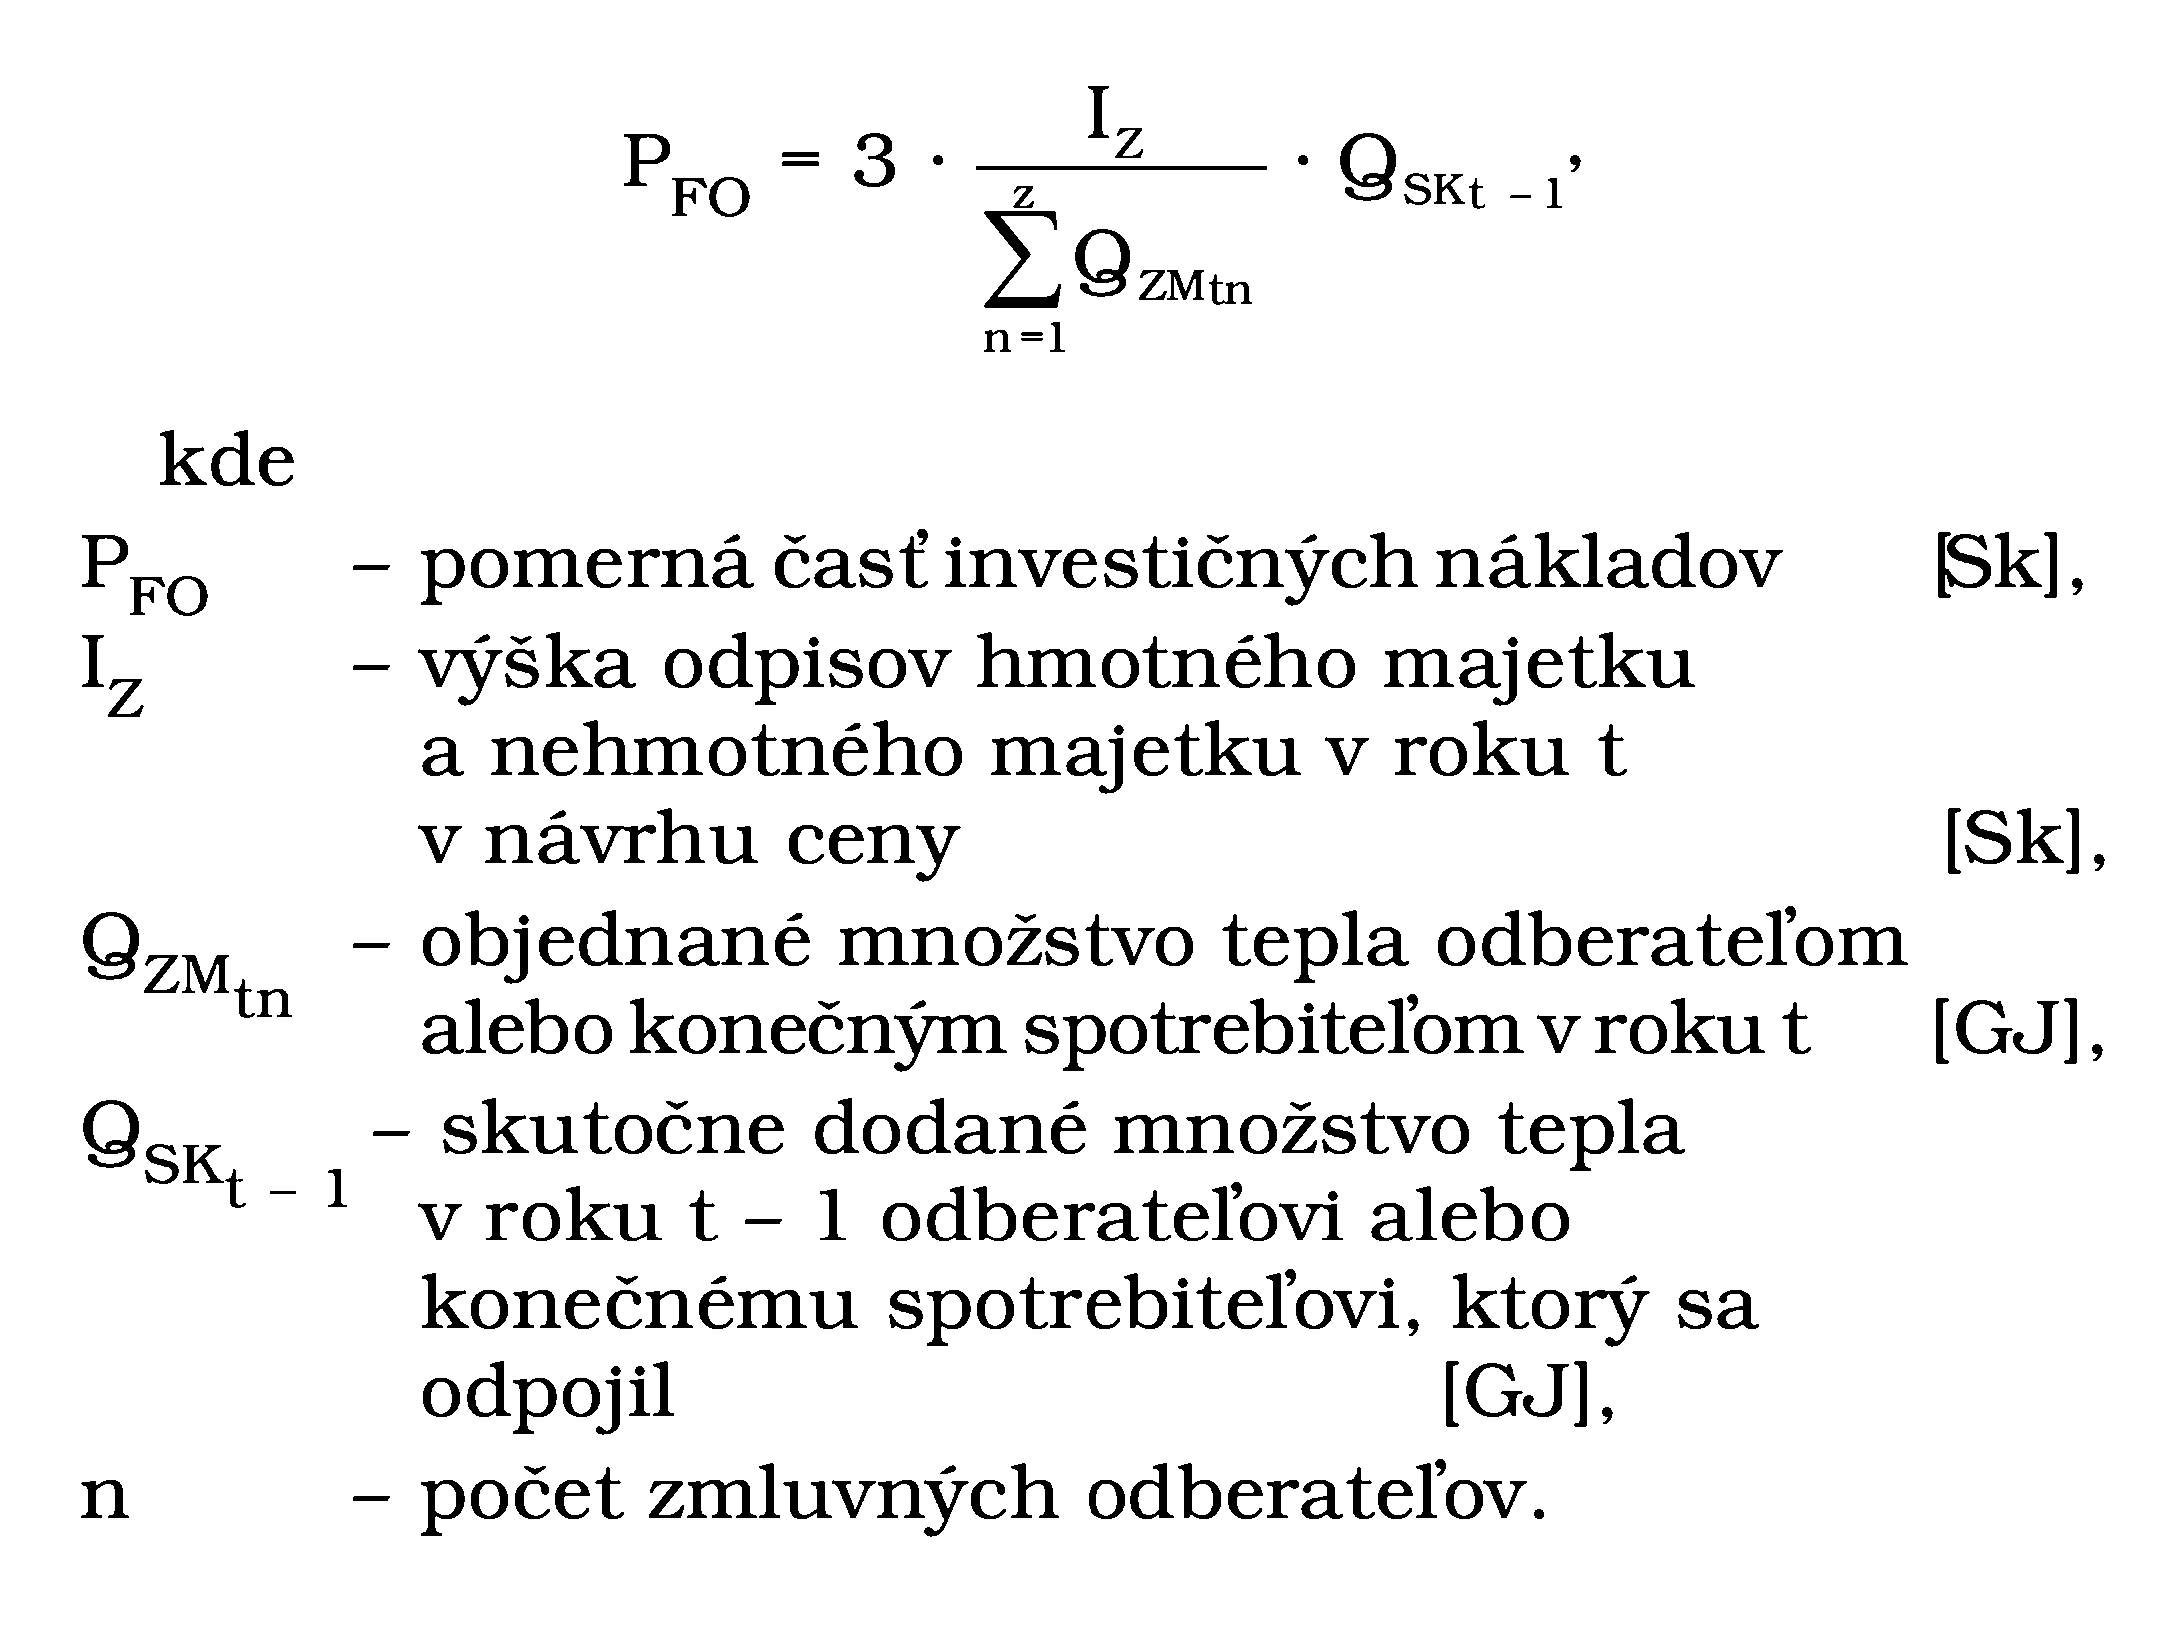 P_FO = 3 · I_Z / ∑_{n=1}^{z} Q_ZMtn · Q_SKt – 1,
kde
P_FO – pomerná časť investičných nákladov [Sk],
I_Z – výška odpisov hmotného majetku
a nehmotného majetku v roku t
v návrhu ceny [Sk],
Q_ZMtn – objednané množstvo tepla odberateľom
alebo konečným spotrebiteľom v roku t [GJ],
Q_SKt – 1 – skutočne dodané množstvo tepla
v roku t – 1 odberateľovi alebo
konečnému spotrebiteľovi, ktorý sa
odpojil [GJ],
n – počet zmluvných odberateľov.